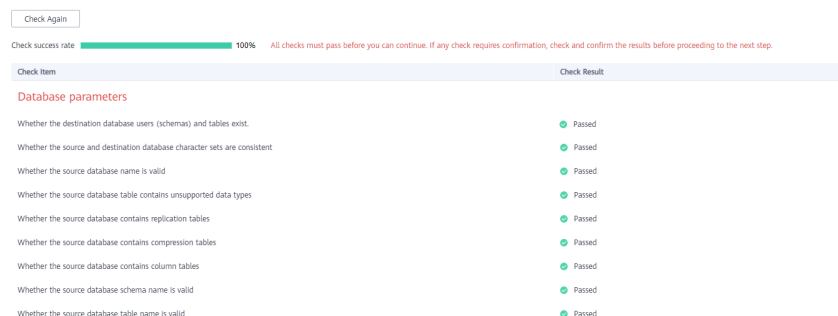 Check Again
Check success rate 100% All checks must pass before you can continue. If any check requires confirmation, check and confirm the results before proceeding to the next step.
Check Item Check Result
Database parameters
Whether the destination database users (schemas) and tables exist. Passed
Whether the source and destination database character sets are consistent Passed
Whether the source database name is valid Passed
Whether the source database table contains unsupported data types Passed
Whether the source database contains replication tables Passed
Whether the source database contains compression tables Passed
Whether the source database contains column tables Passed
Whether the source database schema name is valid Passed
Whether the source database table name is valid Passed